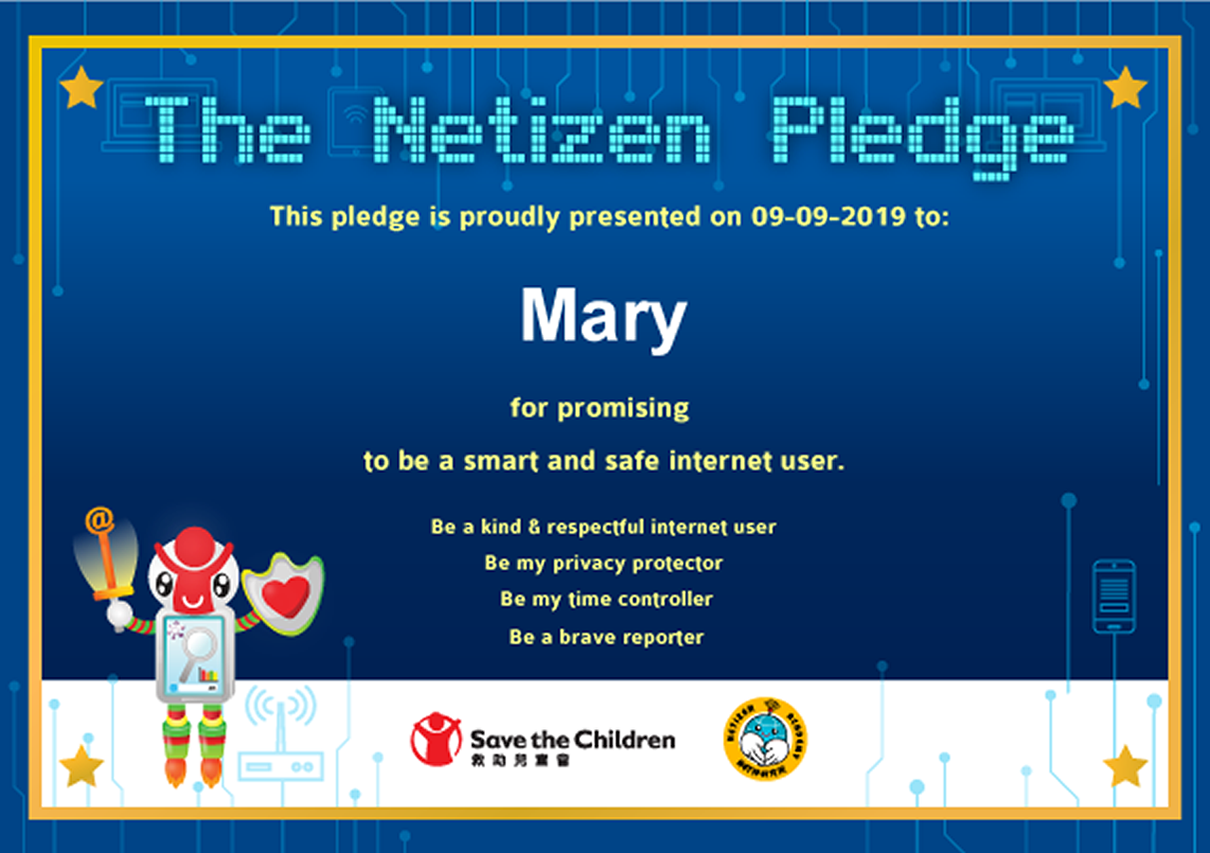 The Netizen Pledge
This pledge is proudly presented on 09-09-2019 to:
Mary
for promising
to be a smart and safe internet user.
Be a kind & respectful internet user
Be my privacy protector
Be my time controller
Be a brave reporter
@
Save the Children
救助兒童會
NETIZEN ACADEMY